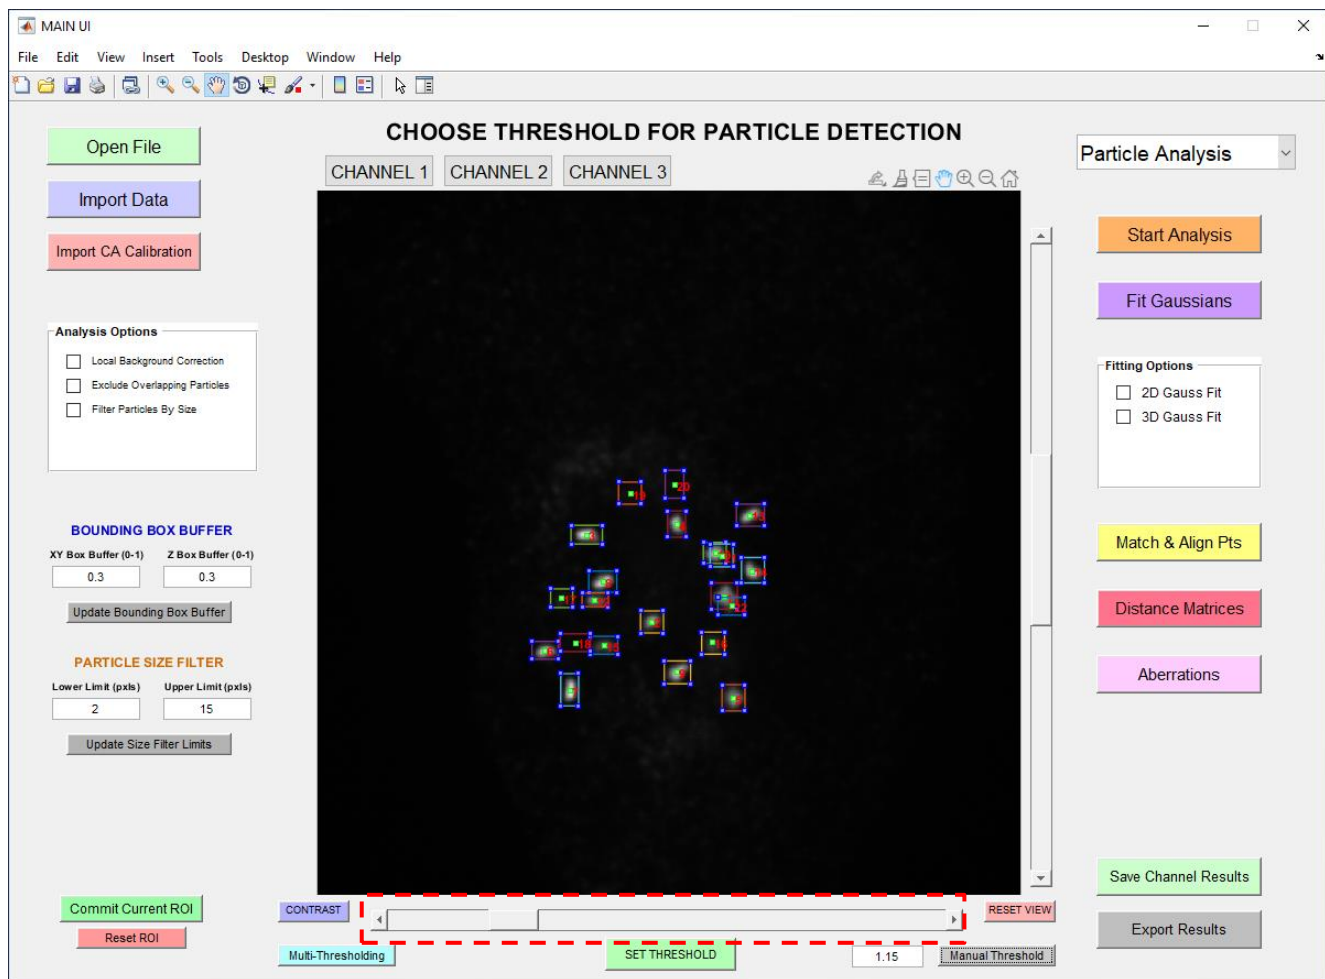 MAIN UI
File Edit View Insert Tools Desktop Window Help
CHOOSE THRESHOLD FOR PARTICLE DETECTION
Open File
Import Data
Import CA Calibration
CHANNEL 1 CHANNEL 2 CHANNEL 3
Particle Analysis
Start Analysis
Fit Gaussians
Analysis Options
Local Background Correction
Exclude Overlapping Particles
Filter Particles By Size
Fitting Options
2D Gauss Fit
3D Gauss Fit
BOUNDING BOX BUFFER
XY Box Buffer (0-1) Z Box Buffer (0-1)
0.3 0.3
Update Bounding Box Buffer
PARTICLE SIZE FILTER
Lower Limit (pxls) Upper Limit (pxls)
2 15
Update Size Filter Limits
20
17
22
18
16
Match & Align Pts
Distance Matrices
Aberrations
Save Channel Results
Export Results
Commit Current ROI
Reset ROI
CONTRAST
RESET VIEW
Multi-Thresholding
SET THRESHOLD
1.15
Manual Threshold